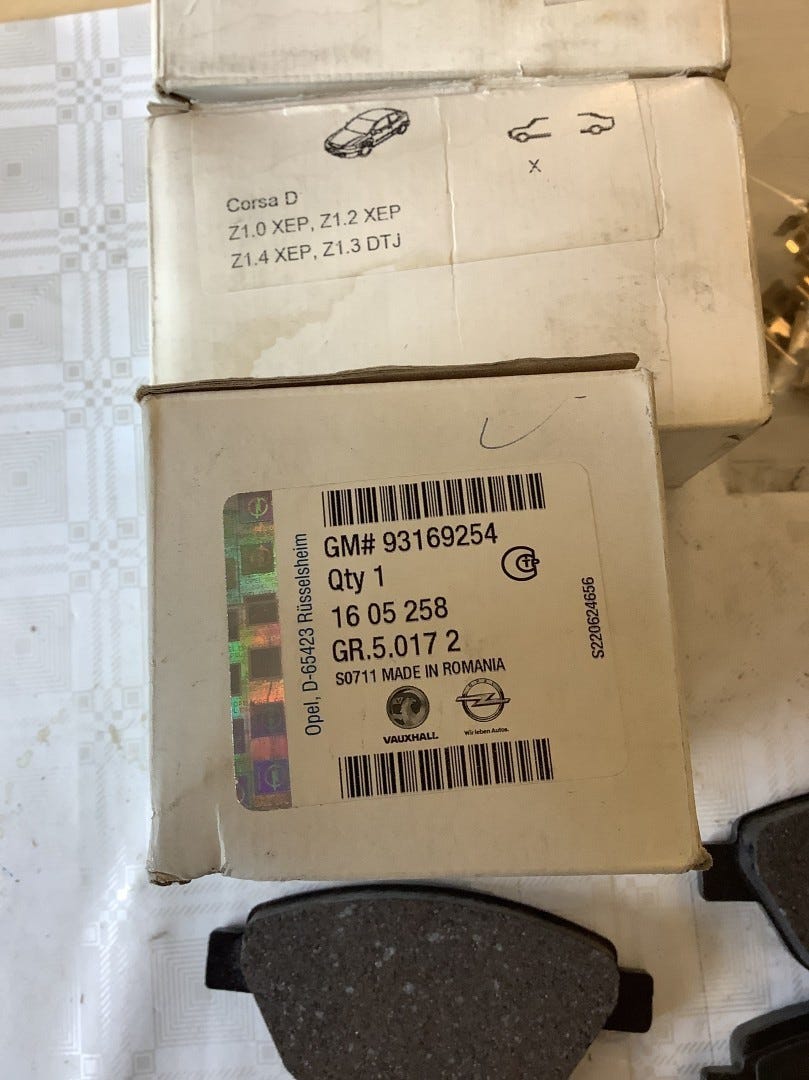 Corsa D
X
Z1.0 XEP, Z1.2 XEP
Z1.4 XEP, Z1.3 DTJ
Opel, D-65423 Rüsselsheim
GM# 93169254
Qty 1
16 05 258
GR.5.017 2
S0711 MADE IN ROMANIA
VAUXHALL
OPEL
Wir leben Autos.
S220624656